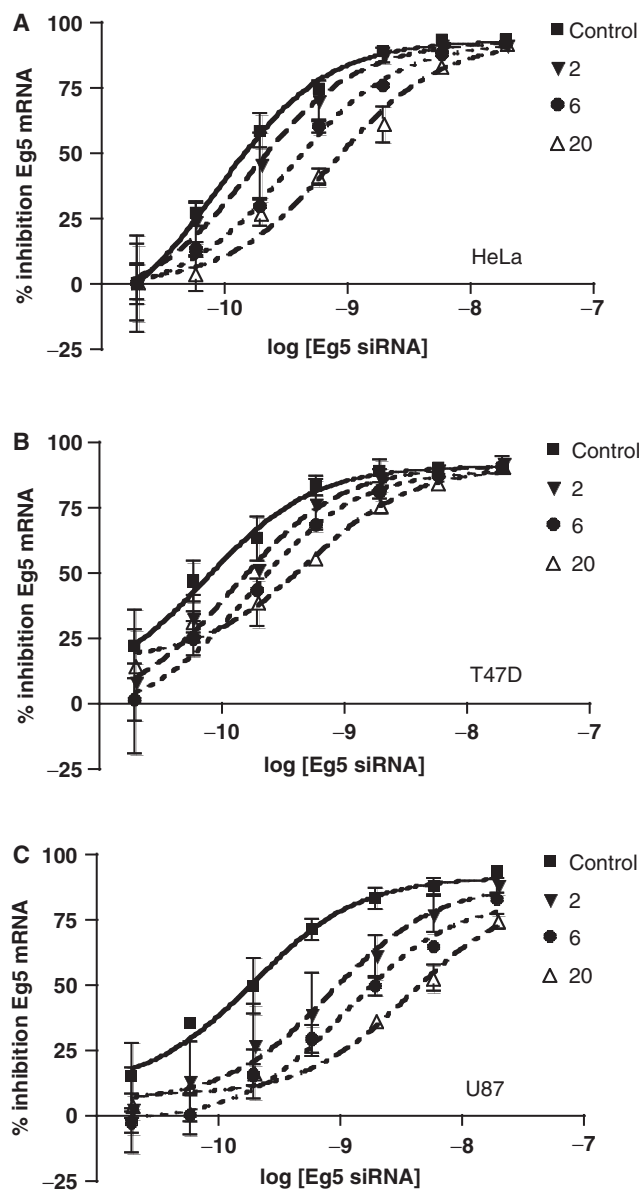 A
% inhibition Eg5 mRNA
100
75
50
25
0
−25
Control
2
6
20
HeLa
−10
−9
−8
−7
log [Eg5 siRNA]
B
% inhibition Eg5 mRNA
100
75
50
25
0
−25
Control
2
6
20
T47D
−10
−9
−8
−7
log [Eg5 siRNA]
C
% inhibition Eg5 mRNA
100
75
50
25
0
−25
Control
2
6
20
U87
−10
−9
−8
−7
log [Eg5 siRNA]